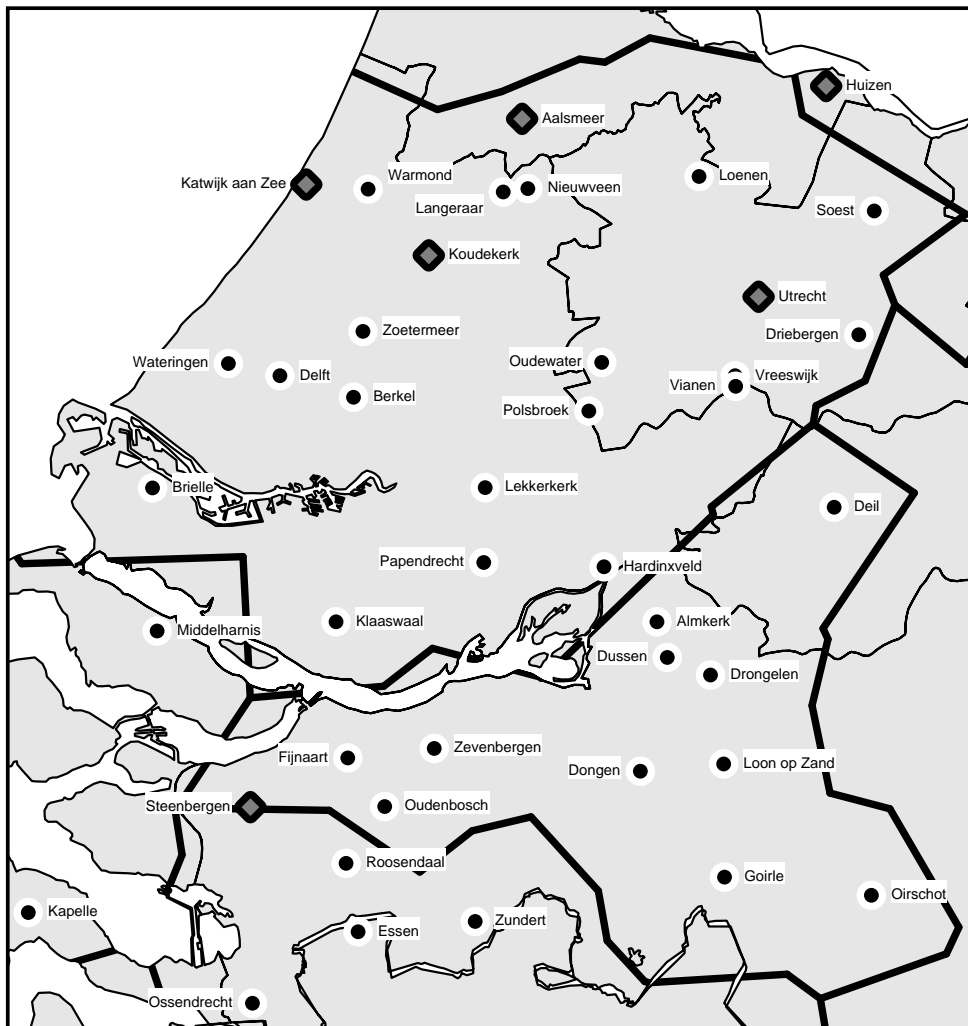 Huizen
Aalsmeer
Katwijk aan Zee
Warmond
Nieuwveen
Loenen
Langeraar
Soest
Koudekerk
Utrecht
Zoetermeer
Driebergen
Wateringen
Delft
Oudewater
Vreeswijk
Vianen
Berkel
Polsbroek
Brielle
Lekkerkerk
Deil
Papendrecht
Hardinxveld
Middelharnis
Klaaswaal
Almkerk
Dussen
Drongelen
Fijnaart
Zevenbergen
Dongen
Loon op Zand
Steenbergen
Oudenbosch
Roosendaal
Goirle
Oirschot
Kapelle
Essen
Zundert
Ossendrecht